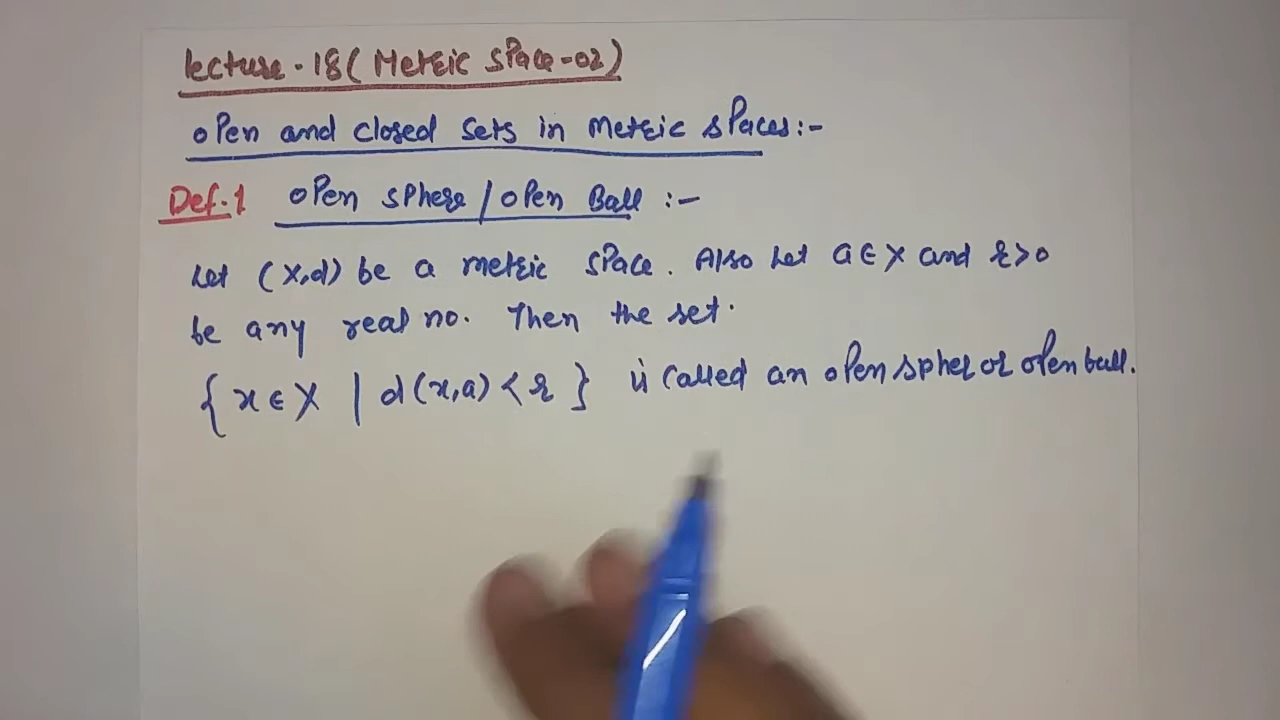 Lecture-18 (Metric space-02)
open and closed sets in metric spaces:-
Def.1 open sphere/open Ball :-
Let (X,d) be a metric space. Also Let a∈X and r>0
be any real no. Then the set.
{x∈X | d(x,a)<r} is called an open spher or open ball.